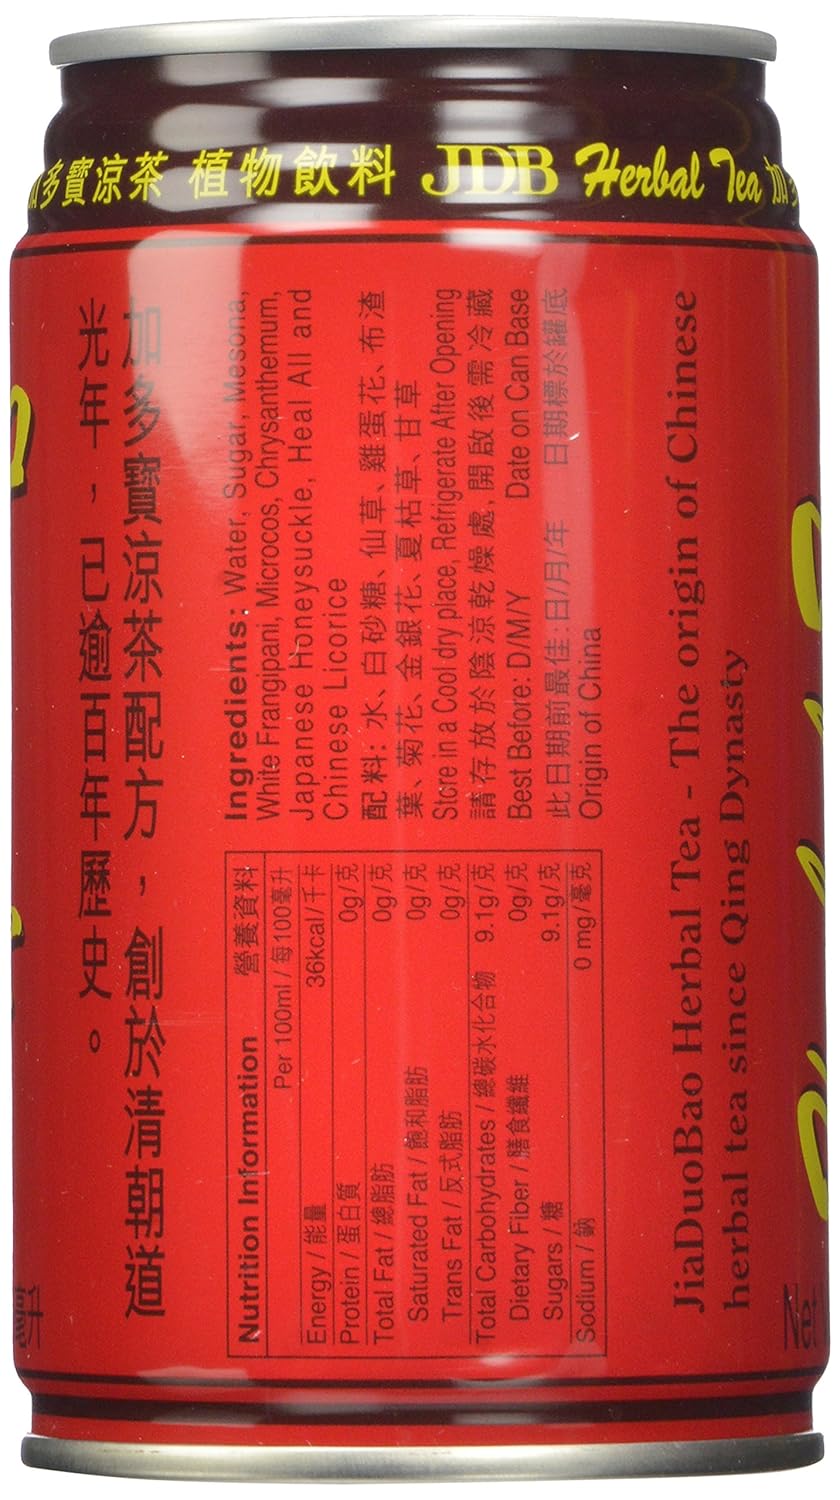 多寶涼茶 植物飲料 JDB Herbal Tea 加
加多寶涼茶配方，創於清朝道
光年，已逾百年歷史。
Ingredients: Water, Sugar, Mesona,
White Frangipani, Microcos, Chrysanthemum,
Japanese Honeysuckle, Heal All and
Chinese Licorice
配料: 水、白砂糖、仙草、雞蛋花、布渣
葉、菊花、金銀花、夏枯草、甘草
Store in a Cool dry place, Refrigerate After Opening
請存放於陰涼乾燥處,開啟後需冷藏
Best Before: D/M/Y Date on Can Base
此日期前最佳:日/月/年 日期標於罐底
Origin of China
Nutrition Information 營養資料
Per 100ml / 每100毫升
Energy / 能量 36kcal / 千卡
Protein / 蛋白質 0g/克
Total Fat / 總脂肪 0g/克
Saturated Fat / 飽和脂肪 0g/克
Trans Fat / 反式脂肪 0g/克
Total Carbohydrates / 總碳水化合物 9.1g/克
Dietary Fiber / 膳食纖維 0g/克
Sugars / 糖 9.1g/克
Sodium / 鈉 0 mg/毫克
JiaDuoBao Herbal Tea - The origin of Chinese
herbal tea since Qing Dynasty
Net
毫升